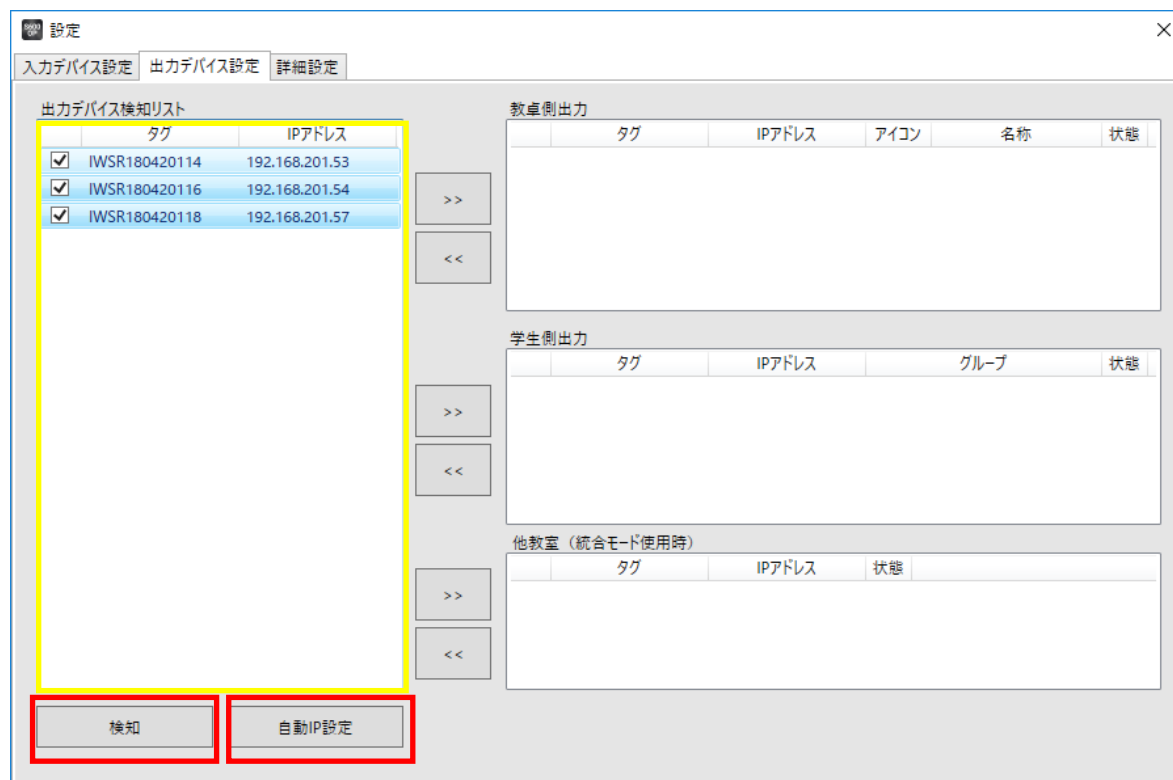 8600 OP 設定
入力デバイス設定 出力デバイス設定 詳細設定
出力デバイス検知リスト
タグ IPアドレス
IWSR180420114 192.168.201.53
IWSR180420116 192.168.201.54
IWSR180420118 192.168.201.57
検知 自動IP設定
>>
<<
>>
<<
>>
<<
教卓側出力
タグ IPアドレス アイコン 名称 状態
学生側出力
タグ IPアドレス グループ 状態
他教室（統合モード使用時）
タグ IPアドレス 状態